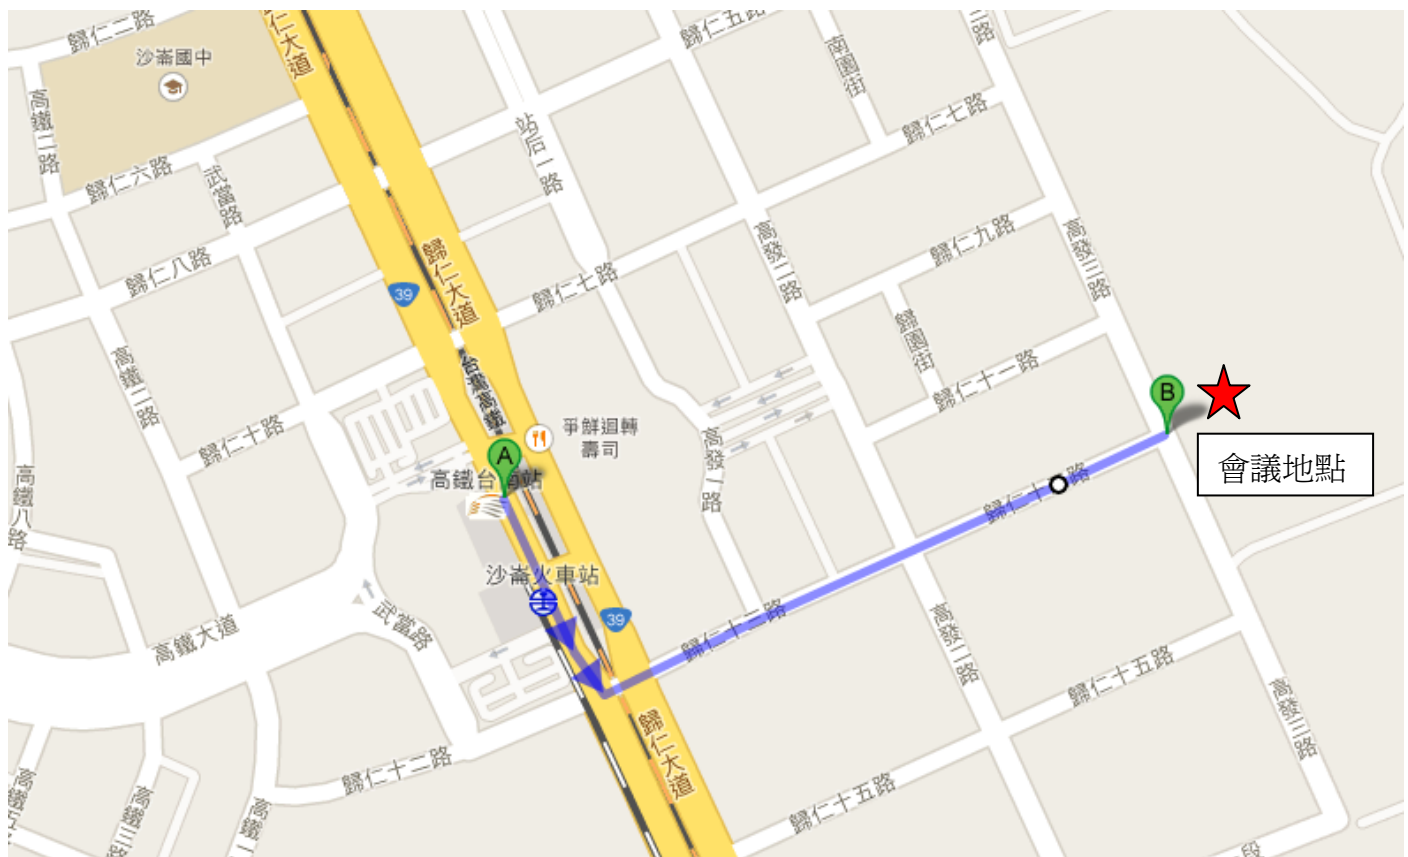 歸仁二路
沙崙國中
歸仁大道
歸仁五路
南園街
高鐵二路
站后一路
歸仁七路
歸仁六路
武當路
歸仁八路
歸仁大道
39
歸仁七路
高發二路
歸仁九路
高發三路
歸園街
台灣高鐵
高鐵二路
歸仁十路
歸仁十一路
爭鮮迴轉
壽司
A
B
會議地點
高鐵台南站
高發一路
高鐵八路
沙崙火車站
39
歸仁十二路
高發二路
武當路
高鐵大道
歸仁十五路
高發三路
歸仁大道
歸仁十二路
歸仁十五路
高鐵三路
段